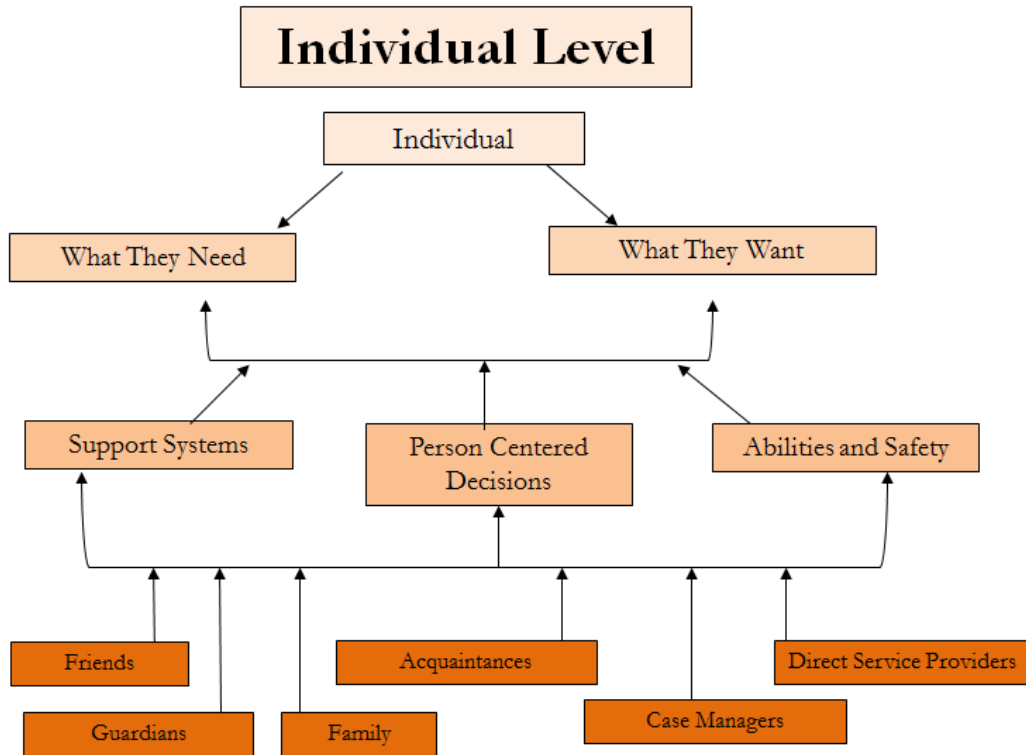 Individual Level
Individual
What They Need
What They Want
Support Systems
Person Centered
Decisions
Abilities and Safety
Friends
Acquaintances
Direct Service Providers
Guardians
Family
Case Managers